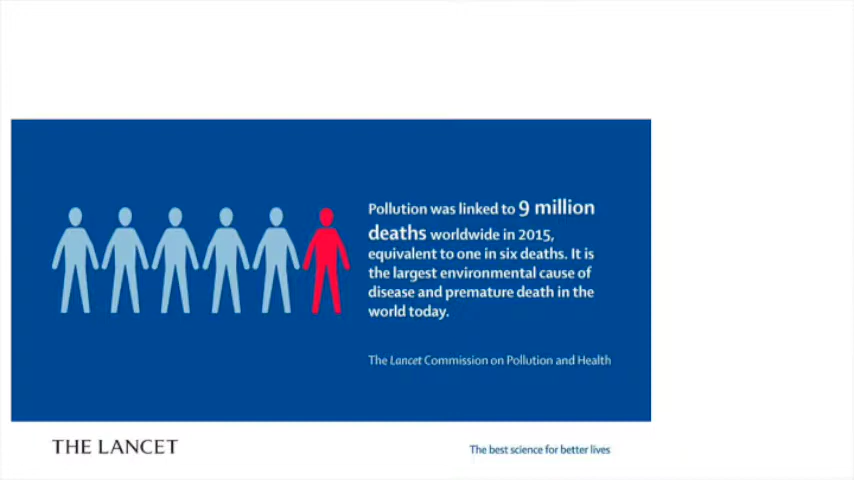 Pollution was linked to 9 million
deaths worldwide in 2015,
equivalent to one in six deaths. It is
the largest environmental cause of
disease and premature death in the
world today.
The Lancet Commission on Pollution and Health
THE LANCET
The best science for better lives